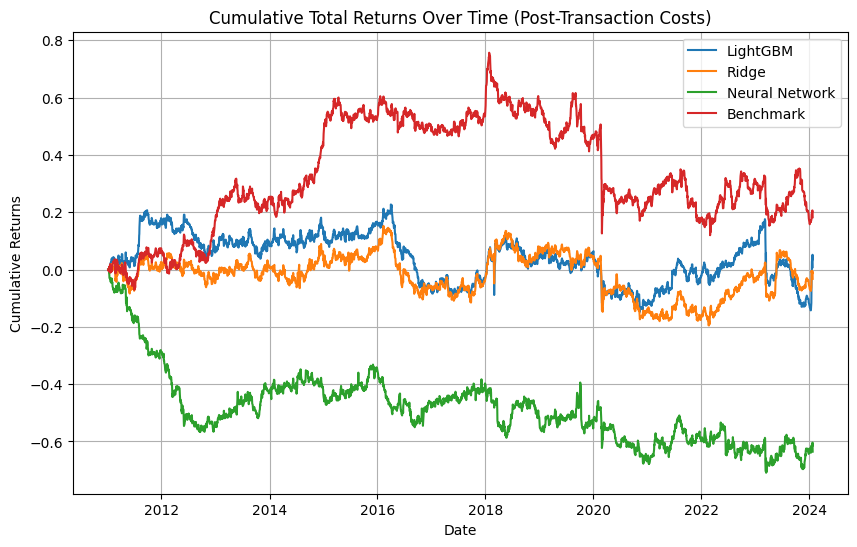 Cumulative Total Returns Over Time (Post-Transaction Costs)
LightGBM
Ridge
Neural Network
Benchmark
Cumulative Returns
0.8
0.6
0.4
0.2
0.0
−0.2
−0.4
−0.6
2012
2014
2016
2018
2020
2022
2024
Date